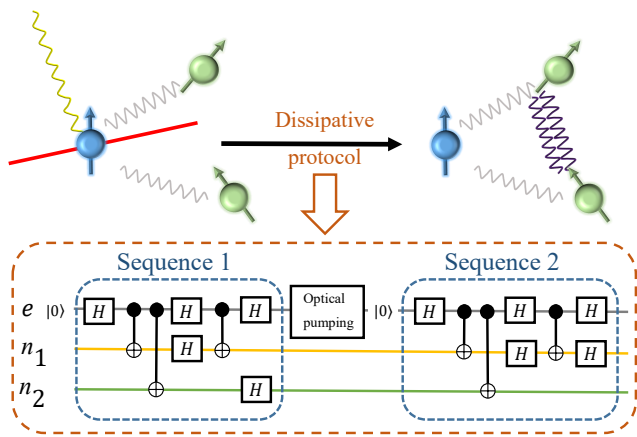 Dissipative
protocol
Sequence 1
Sequence 2
e |0⟩ H H H Optical pumping |0⟩ H H H
n₁ H H H
n₂ H